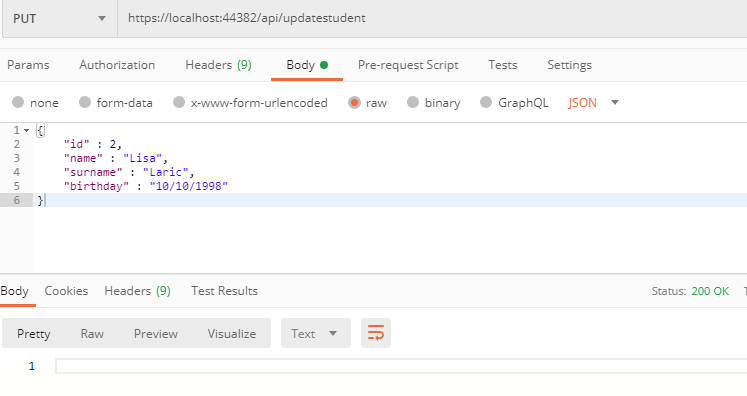 PUT https://localhost:44382/api/updatestudent
Params Authorization Headers (9) Body Pre-request Script Tests Settings
none form-data x-www-form-urlencoded raw binary GraphQL JSON
1 {
2 "id" : 2,
3 "name" : "Lisa",
4 "surname" : "Laric",
5 "birthday" : "10/10/1998"
6 }
Body Cookies Headers (9) Test Results Status: 200 OK
Pretty Raw Preview Visualize Text
1